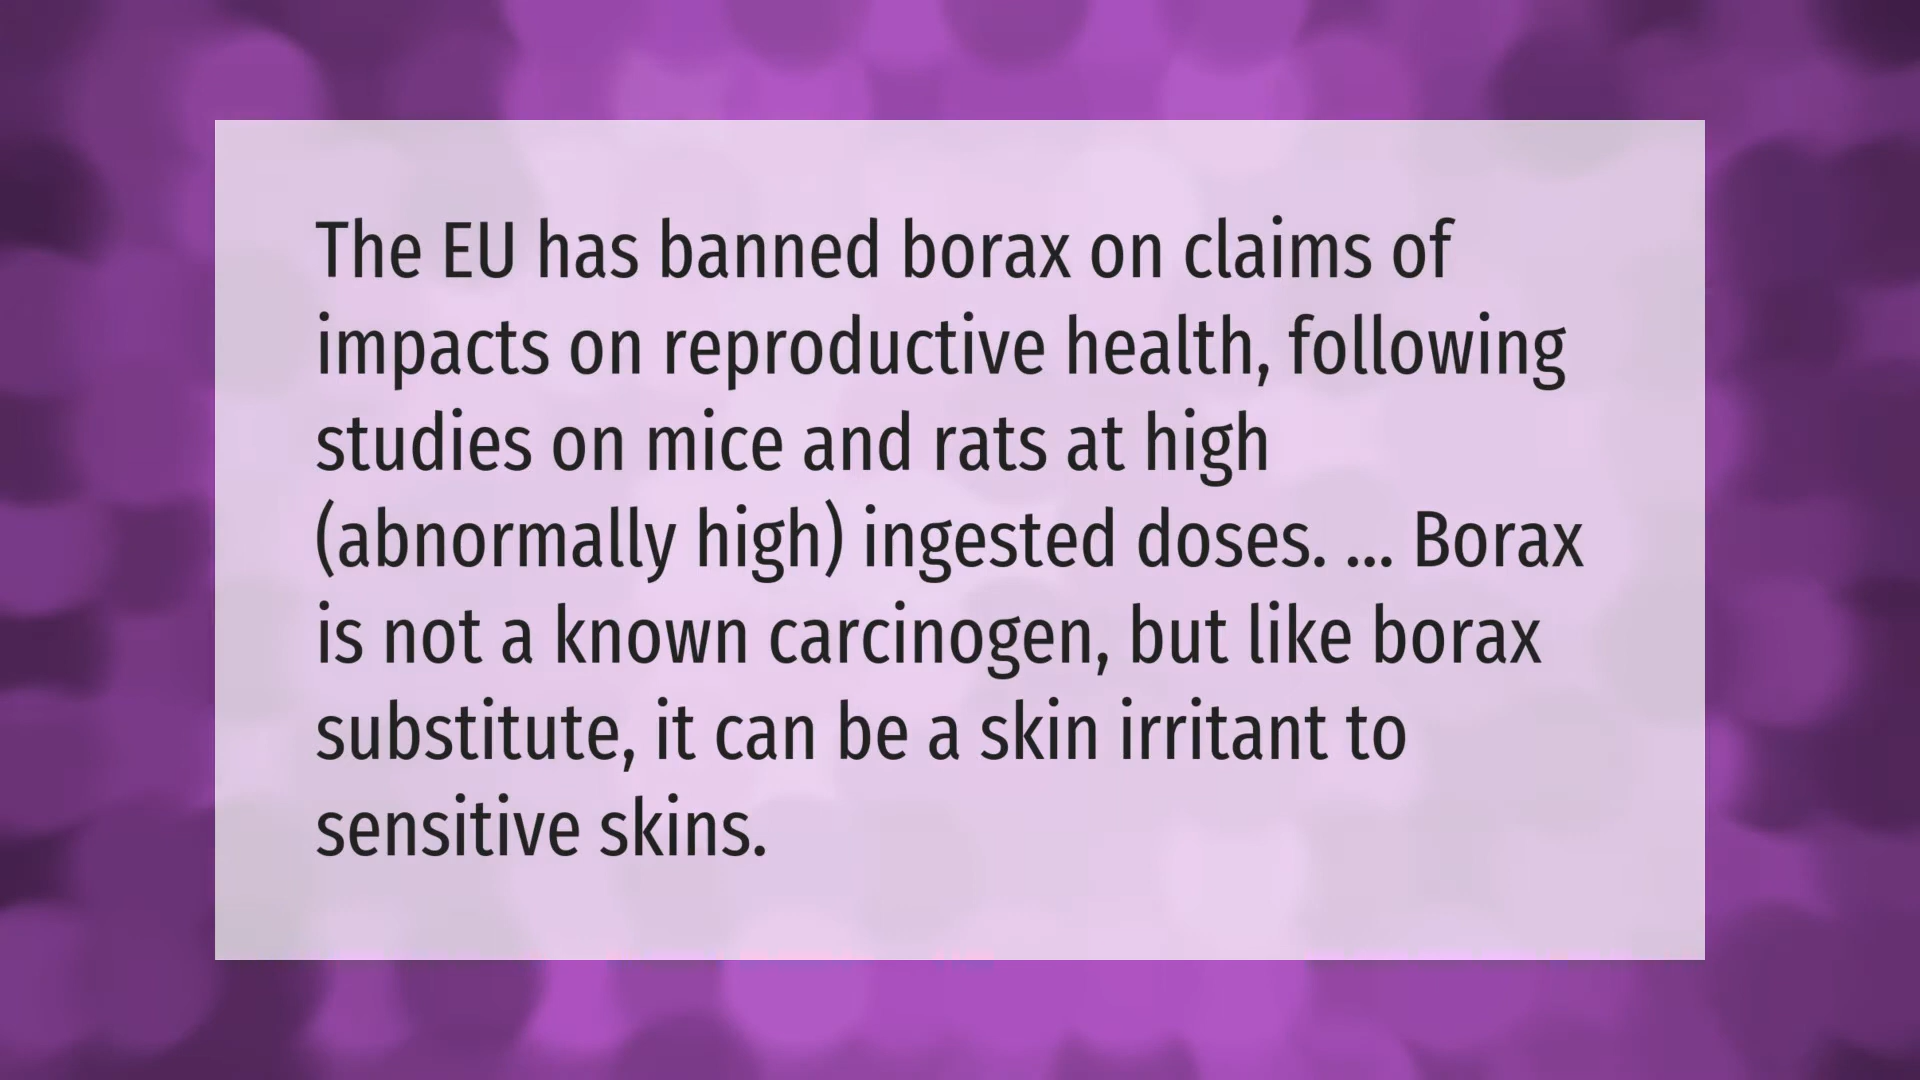 The EU has banned borax on claims of
impacts on reproductive health, following
studies on mice and rats at high
(abnormally high) ingested doses. ... Borax
is not a known carcinogen, but like borax
substitute, it can be a skin irritant to
sensitive skins.